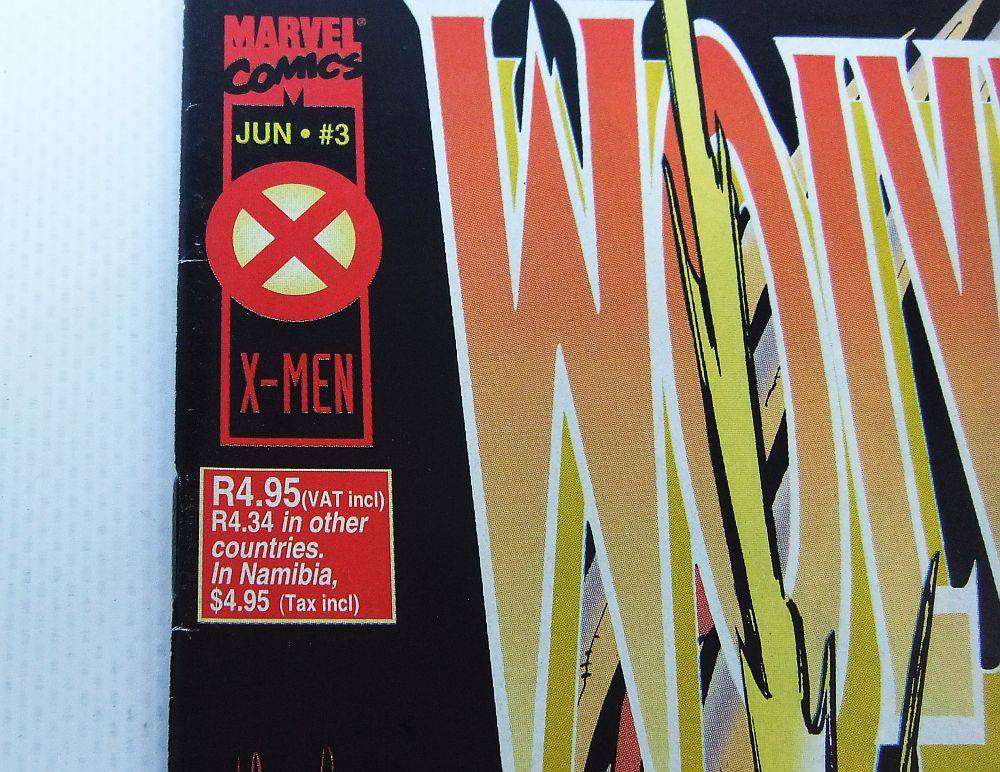 MARVEL®
COMICS
JUN • #3
X-MEN
R4.95(VAT incl)
R4.34 in other
countries.
In Namibia,
$4.95 (Tax incl)
WOLV